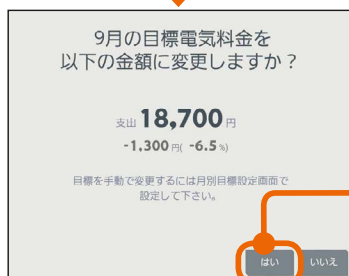 9月の目標電気料金を
以下の金額に変更しますか？
支出 18,700 円
-1,300 円( -6.5 %)
目標を手動で変更するには月別目標設定画面で
設定して下さい。
はい いいえ